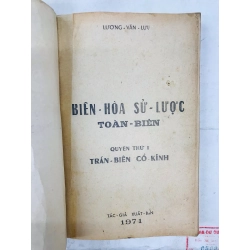 LƯƠNG-VĂN-LỰU
BIÊN-HÒA SỬ-LƯỢC
TOÀN-BIÊN
QUYỂN THỨ I
TRẤN-BIÊN CỔ KÍNH
TÁC-GIẢ XUẤT-BẢN
1971